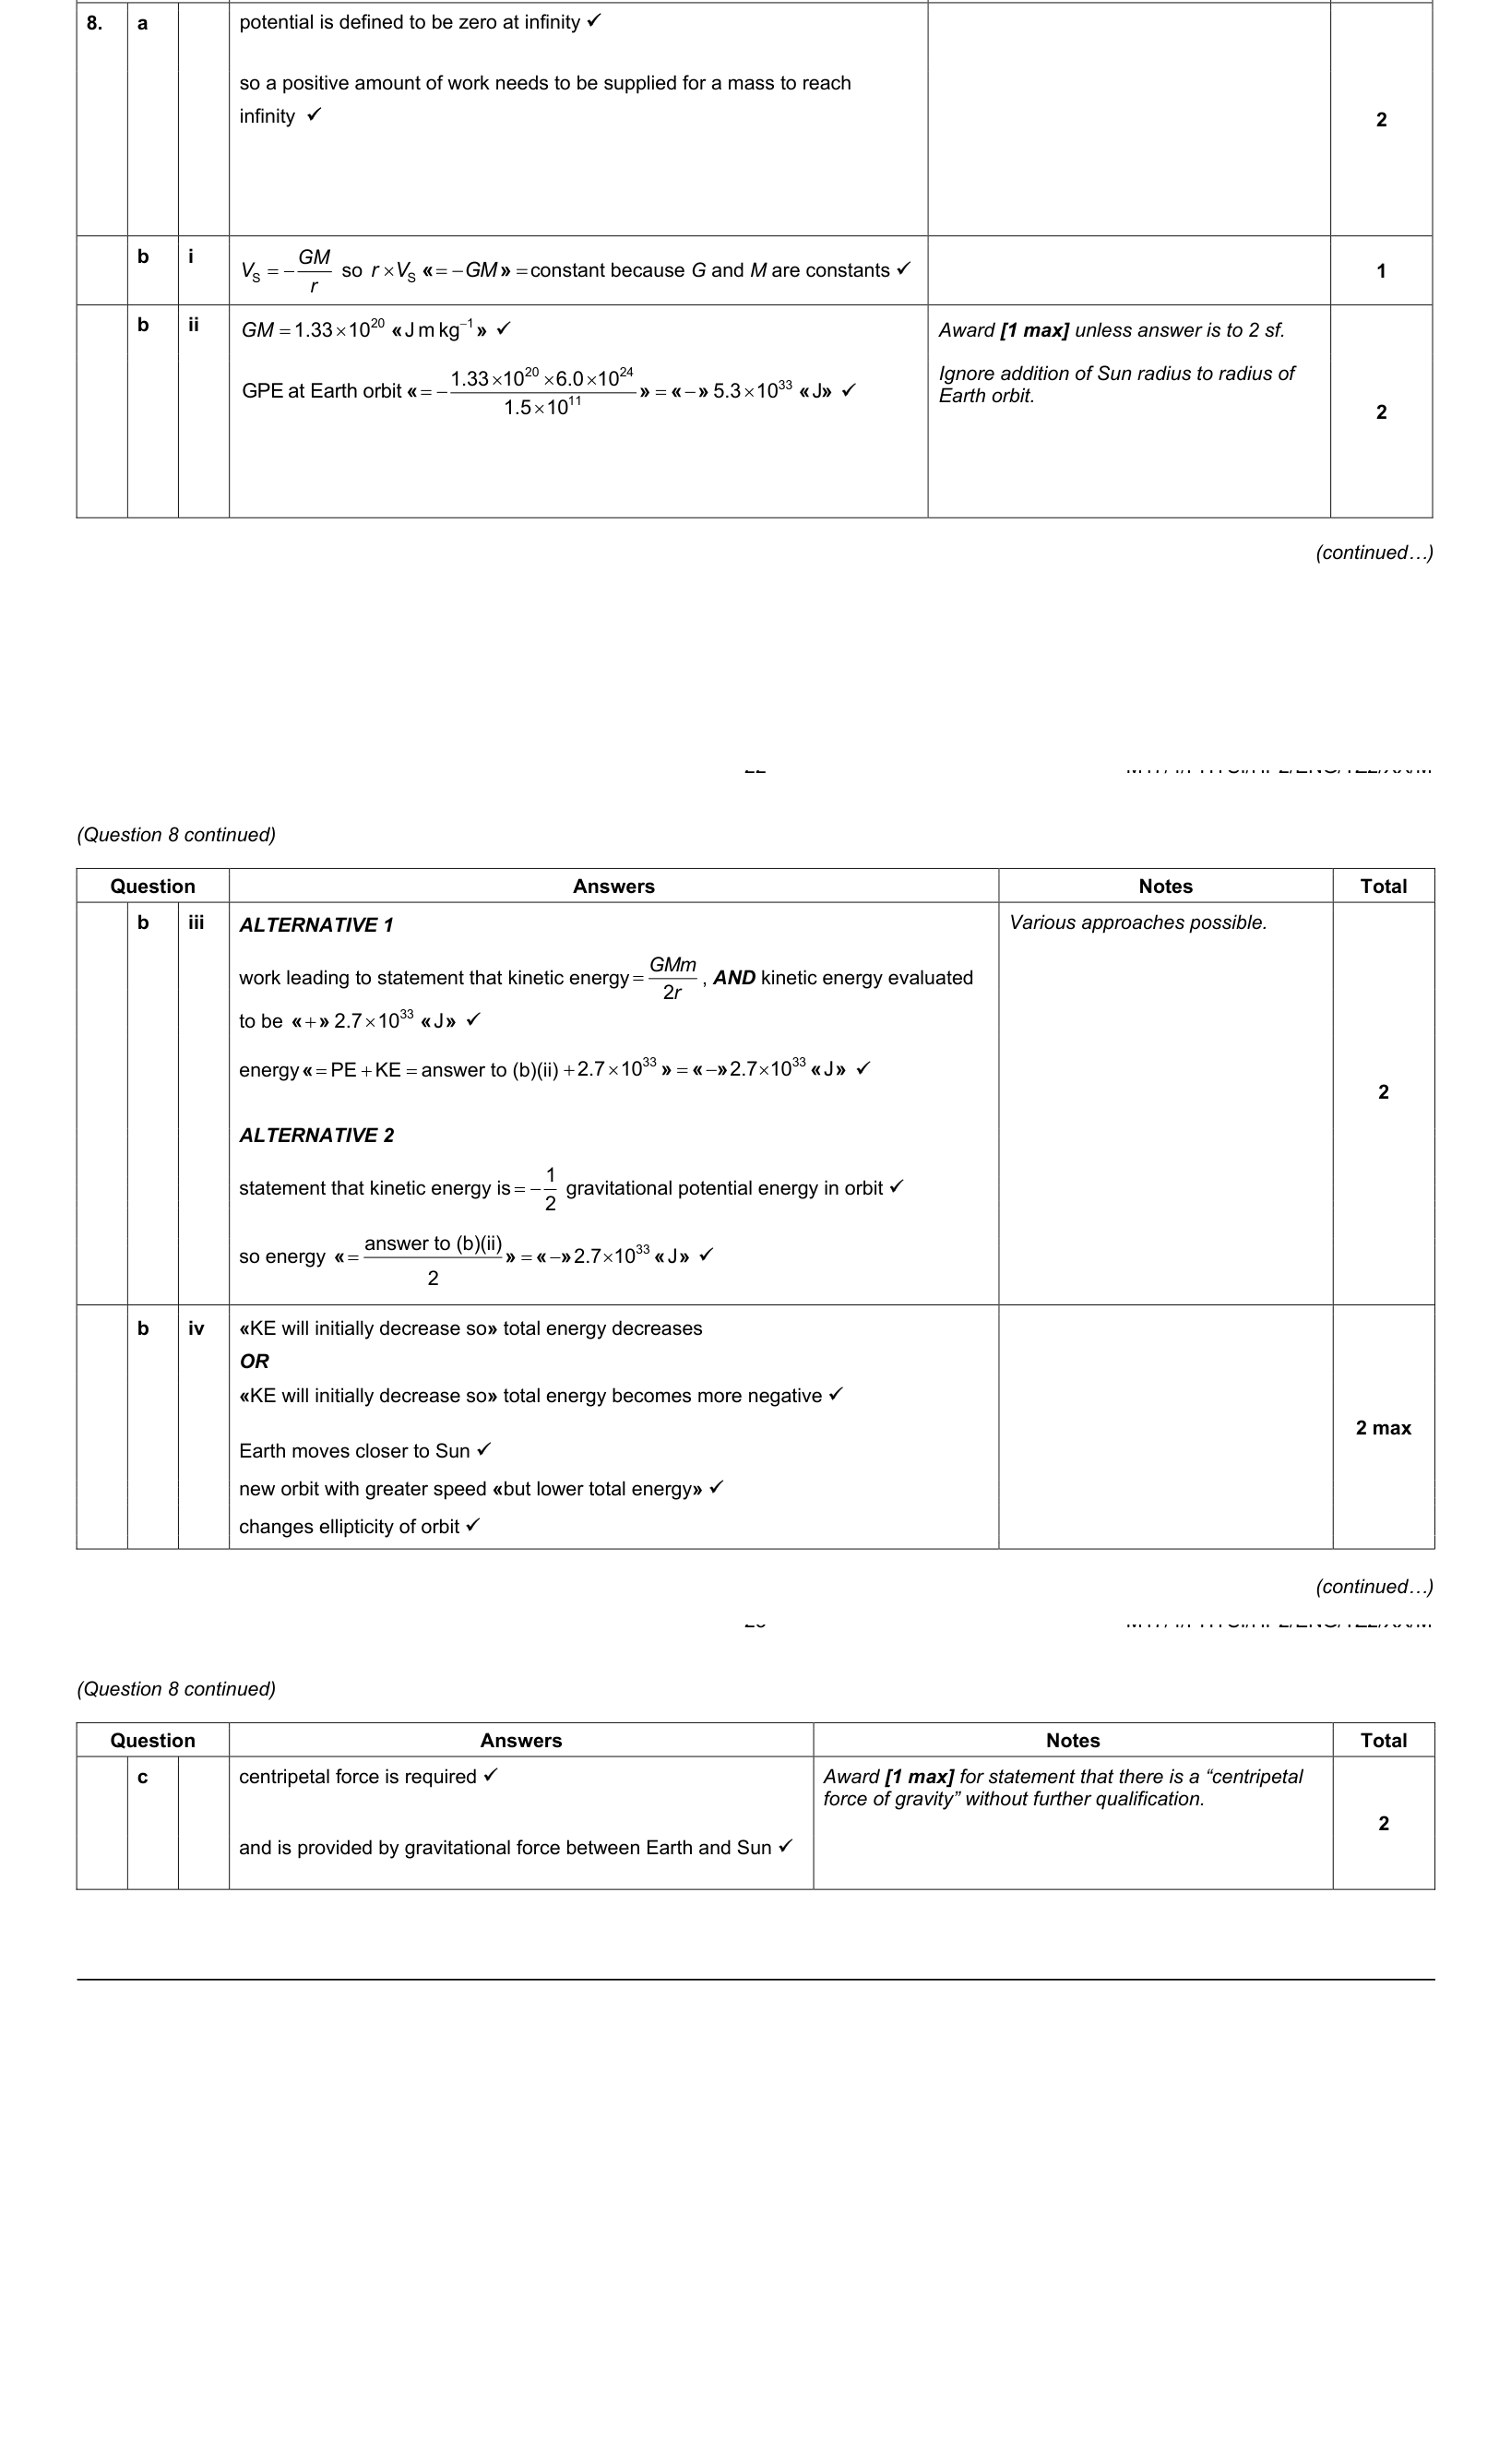 8. a potential is defined to be zero at infinity ✓
so a positive amount of work needs to be supplied for a mass to reach
infinity ✓
2
b i V_S = −GM/r so r × V_S «= −GM» = constant because G and M are constants ✓ 1
b ii GM = 1.33×10^20 «J m kg^−1» ✓ Award [1 max] unless answer is to 2 sf.
GPE at Earth orbit «= −(1.33×10^20 × 6.0×10^24)/(1.5×10^11)» = «−» 5.3×10^33 «J» ✓
Ignore addition of Sun radius to radius of
Earth orbit.
2
(continued…)
(Question 8 continued)
Question Answers Notes Total
b iii ALTERNATIVE 1 Various approaches possible.
work leading to statement that kinetic energy = GMm/2r, AND kinetic energy evaluated
to be «+» 2.7×10^33 «J» ✓
energy «= PE + KE = answer to (b)(ii) + 2.7×10^33» = «−» 2.7×10^33 «J» ✓
2
ALTERNATIVE 2
statement that kinetic energy is = −1/2 gravitational potential energy in orbit ✓
so energy «= answer to (b)(ii)/2» = «−» 2.7×10^33 «J» ✓
b iv «KE will initially decrease so» total energy decreases
OR
«KE will initially decrease so» total energy becomes more negative ✓
2 max
Earth moves closer to Sun ✓
new orbit with greater speed «but lower total energy» ✓
changes ellipticity of orbit ✓
(continued…)
(Question 8 continued)
Question Answers Notes Total
c centripetal force is required ✓ Award [1 max] for statement that there is a “centripetal
force of gravity” without further qualification.
2
and is provided by gravitational force between Earth and Sun ✓